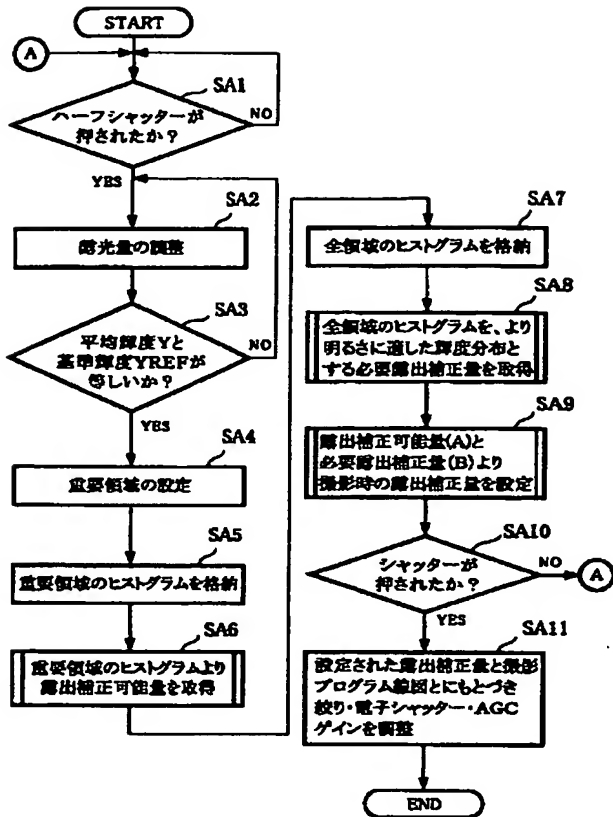 START
A
SA1
ハーフシャッターが
押されたか？
NO
YES
SA2
露光量の調整
SA3
平均輝度Yと
基準輝度YREFが
等しいか？
NO
YES
SA4
重要領域の設定
SA5
重要領域のヒストグラムを格納
SA6
重要領域のヒストグラムより
露出補正可能量を取得
SA7
全領域のヒストグラムを格納
SA8
全領域のヒストグラムを、より
明るさに適した輝度分布と
する必要露出補正量を取得
SA9
露出補正可能量(A)と
必要露出補正量(B)より
撮影時の露出補正量を設定
SA10
シャッターが
押されたか？
NO
A
YES
SA11
設定された露出補正量と撮影
プログラム線図とにもとづき
絞り・電子シャッター・AGC
ゲインを調整
END